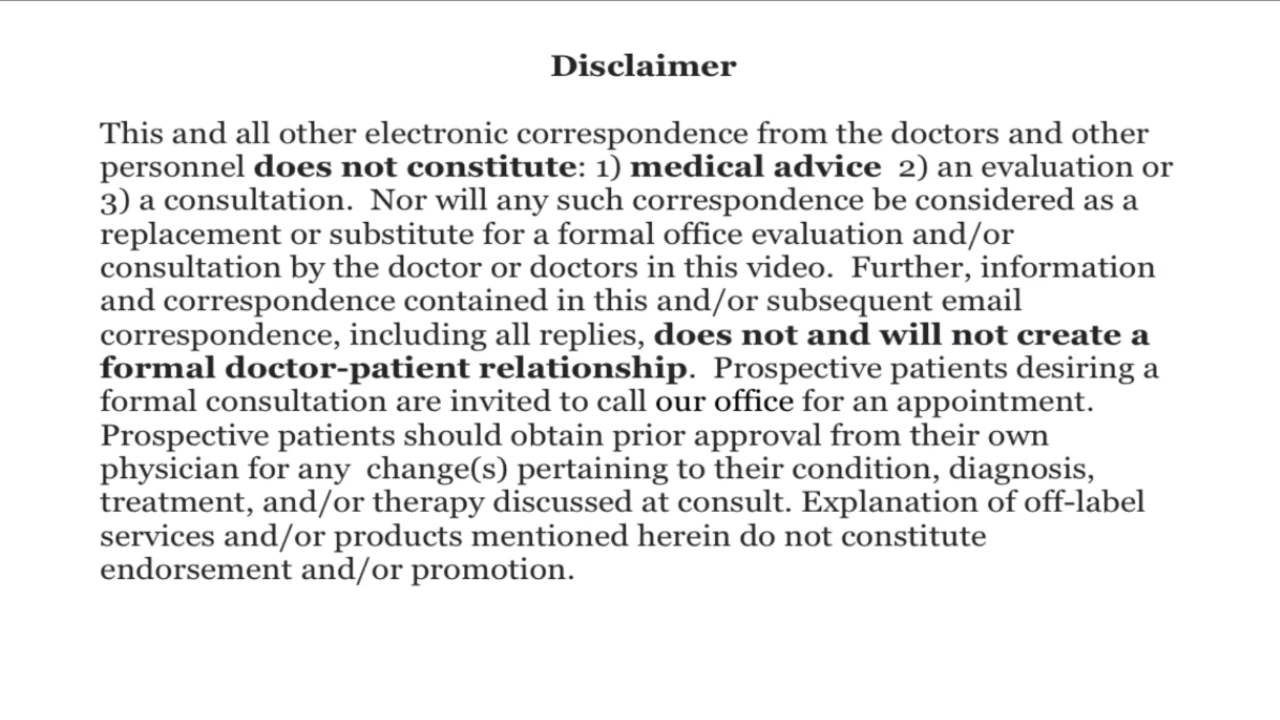 Disclaimer
This and all other electronic correspondence from the doctors and other
personnel does not constitute: 1) medical advice  2) an evaluation or
3) a consultation.  Nor will any such correspondence be considered as a
replacement or substitute for a formal office evaluation and/or
consultation by the doctor or doctors in this video.  Further, information
and correspondence contained in this and/or subsequent email
correspondence, including all replies, does not and will not create a
formal doctor-patient relationship.  Prospective patients desiring a
formal consultation are invited to call our office for an appointment.
Prospective patients should obtain prior approval from their own
physician for any  change(s) pertaining to their condition, diagnosis,
treatment, and/or therapy discussed at consult. Explanation of off-label
services and/or products mentioned herein do not constitute
endorsement and/or promotion.